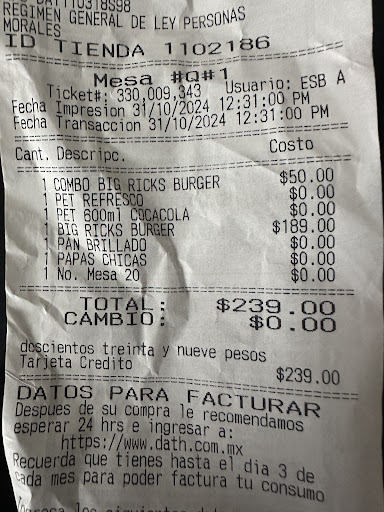 REGIMEN GENERAL DE LEY PERSONAS
MORALES
ID TIENDA 1102186
Mesa #Q#1
Ticket#: 330,009,343 Usuario: ESB A
Fecha Impresion 31/10/2024 12:31:00 PM
Fecha Transaccion 31/10/2024 12:31:00 PM
Cant. Descripc. Costo
1 COMBO BIG RICKS BURGER $50.00
1 PET REFRESCO $0.00
1 PET 600ml COCACOLA $0.00
1 BIG RICKS BURGER $189.00
1 PAN BRILLADO $0.00
1 PAPAS CHICAS $0.00
1 No. Mesa 20 $0.00
TOTAL: $239.00
CAMBIO: $0.00
doscientos treinta y nueve pesos
Tarjeta Credito $239.00
DATOS PARA FACTURAR
Despues de su compra le recomendamos
esperar 24 hrs e ingresar a:
https://www.dath.com.mx
Recuerda que tienes hasta el dia 3 de
cada mes para poder factura tu consumo